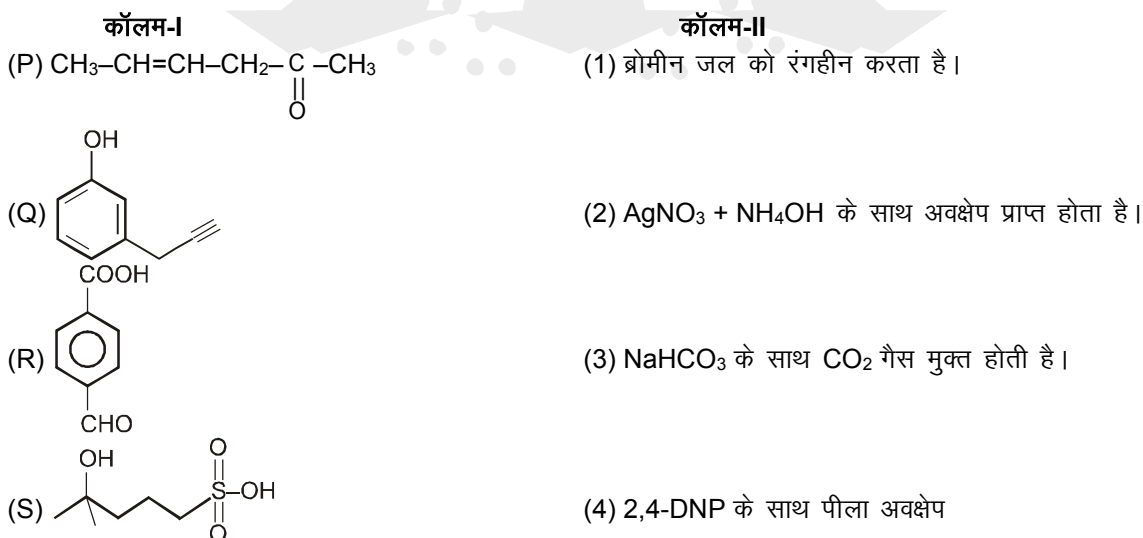 कॉलम-I कॉलम-II
(P) CH₃–CH=CH–CH₂–C–CH₃ (1) ब्रोमीन जल को रंगहीन करता है।
O
OH
(Q) (2) AgNO₃ + NH₄OH के साथ अवक्षेप प्राप्त होता है।
COOH
(R) (3) NaHCO₃ के साथ CO₂ गैस मुक्त होती है।
CHO
OH O
(S) S–OH (4) 2,4-DNP के साथ पीला अवक्षेप
O